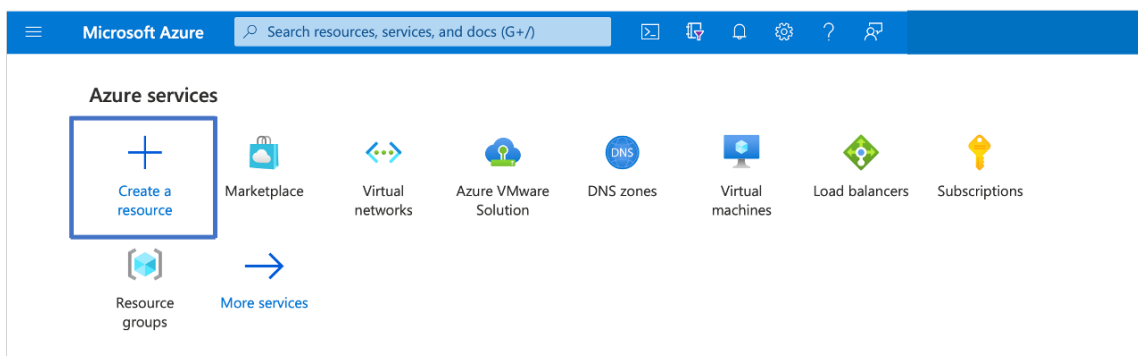 Microsoft Azure
Search resources, services, and docs (G+/)
Azure services
Create a
resource
Marketplace
Virtual
networks
Azure VMware
Solution
DNS
DNS zones
Virtual
machines
Load balancers
Subscriptions
Resource
groups
More services